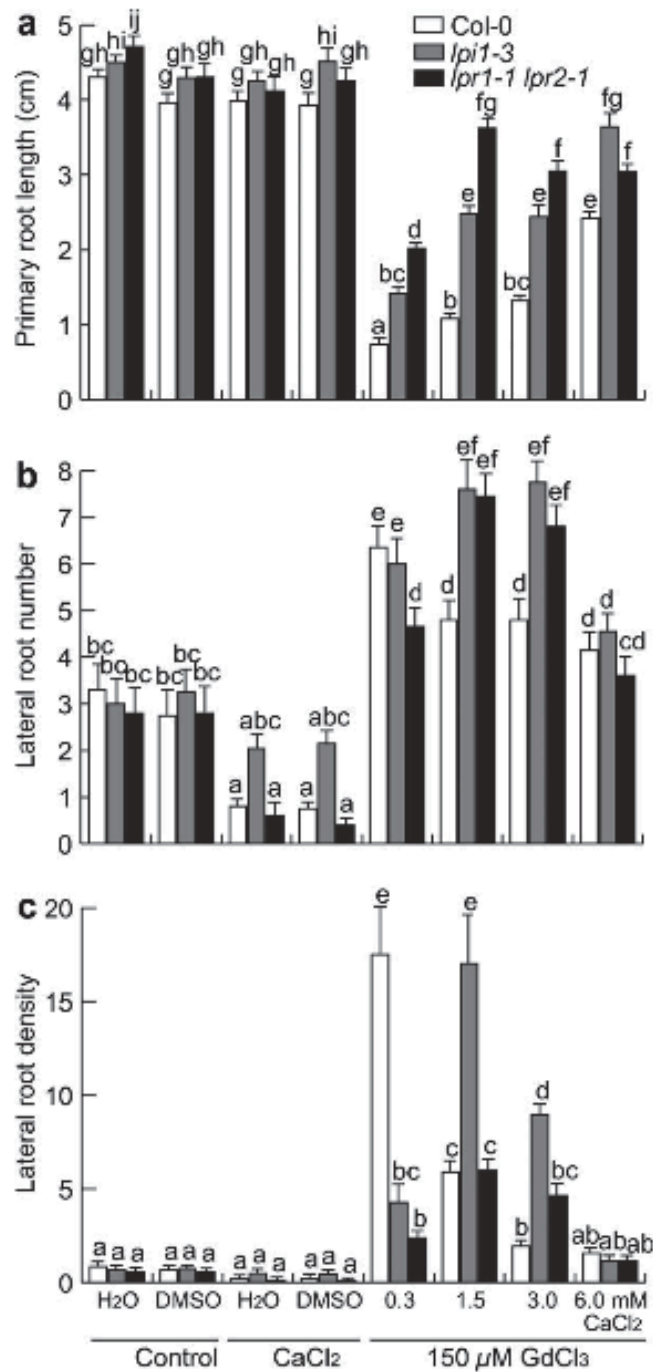 a
Col-0
lpi1-3
lpr1-1 lpr2-1
Primary root length (cm)
5
4
3
2
1
0
gh hi ij g gh gh g gh gh g hi gh a bc d b e fg bc e f e fg f
b
Lateral root number
8
7
6
5
4
3
2
1
0
bc bc bc bc bc bc a abc a a abc a e e d d ef ef d ef ef d d cd
c
Lateral root density
20
15
10
5
0
a a a a a a a a a a a a e bc b c e c b d bc ab ab ab
H2O DMSO H2O DMSO 0.3 1.5 3.0 6.0 mM
CaCl2
Control CaCl2 150 µM GdCl3